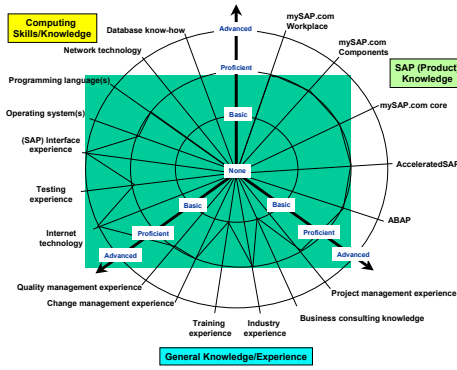 Computing
Skills/Knowledge
Database know-how
Network technology
Programming language(s)
Operating system(s)
(SAP) Interface
experience
Testing
experience
Internet
technology
Quality management experience
Change management experience
Training
experience
Industry
experience
Business consulting knowledge
Project management experience
ABAP
AcceleratedSAP
mySAP.com core
mySAP.com
Components
mySAP.com
Workplace
SAP (Product)
Knowledge
Advanced
Proficient
Basic
None
Basic
Proficient
Advanced
Basic
Proficient
Advanced
General Knowledge/Experience